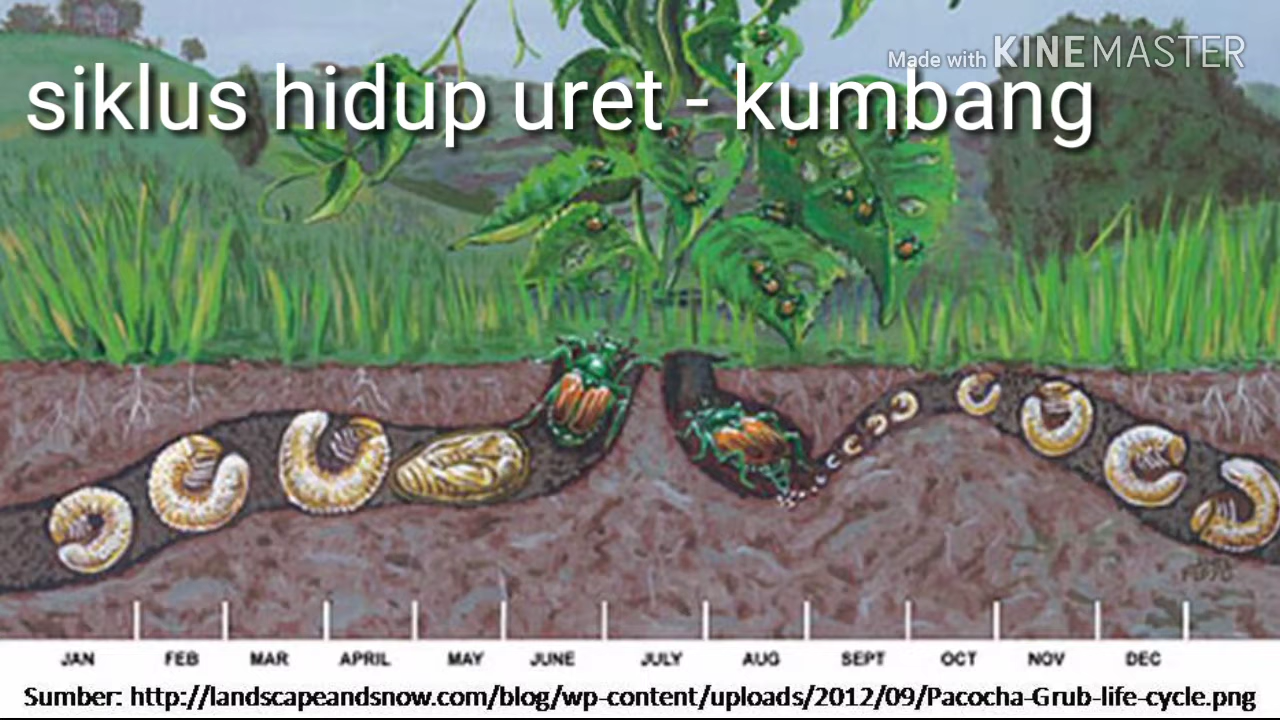 Made with KINEMASTER
siklus hidup uret - kumbang
JAN FEB MAR APRIL MAY JUNE JULY AUG SEPT OCT NOV DEC
Sumber: http://landscapeandsnow.com/blog/wp-content/uploads/2012/09/Pacocha-Grub-life-cycle.png